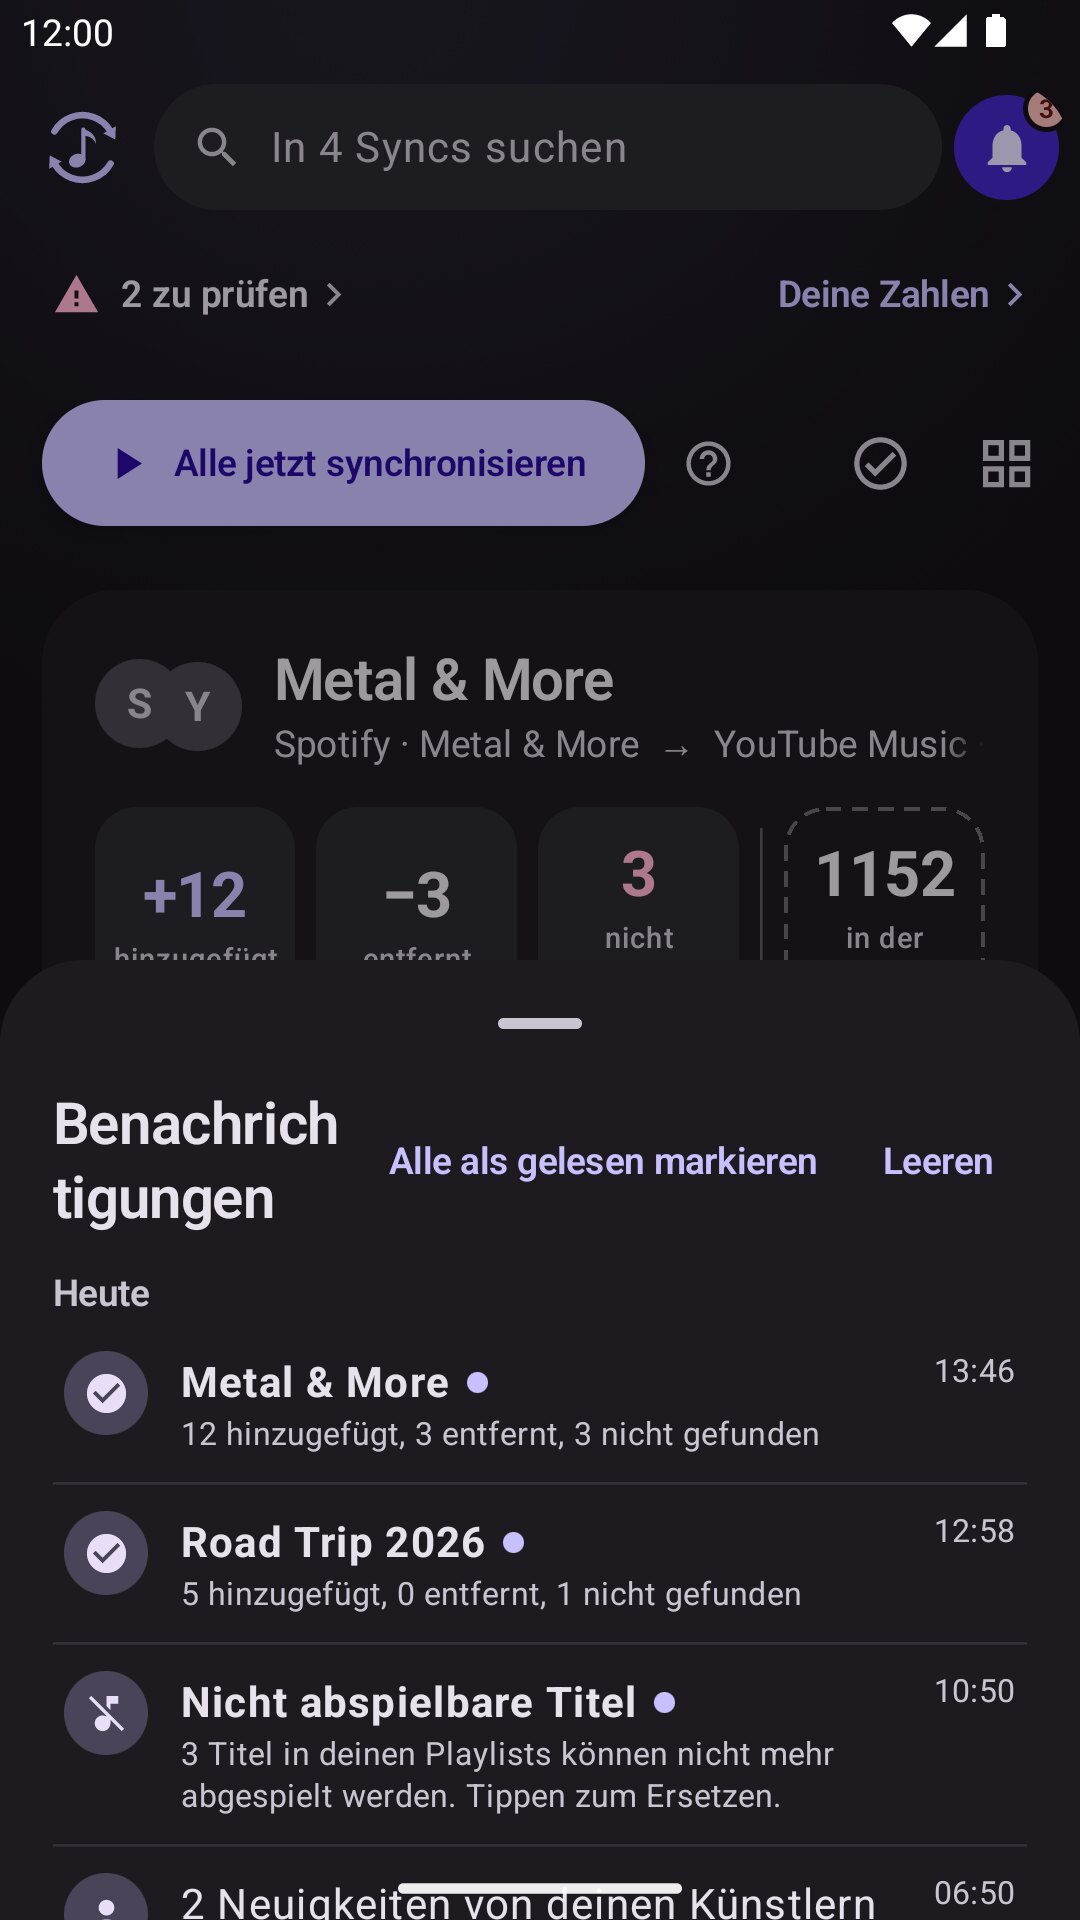 12:00
In 4 Syncs suchen
3
2 zu prüfen
Deine Zahlen
Alle jetzt synchronisieren
S Y
Metal & More
Spotify · Metal & More → YouTube Music
+12
hinzugefügt
−3
entfernt
3
nicht
1152
in der
Benachrich
tigungen
Alle als gelesen markieren
Leeren
Heute
Metal & More
13:46
12 hinzugefügt, 3 entfernt, 3 nicht gefunden
Road Trip 2026
12:58
5 hinzugefügt, 0 entfernt, 1 nicht gefunden
Nicht abspielbare Titel
10:50
3 Titel in deinen Playlists können nicht mehr
abgespielt werden. Tippen zum Ersetzen.
2 Neuigkeiten von deinen Künstlern
06:50